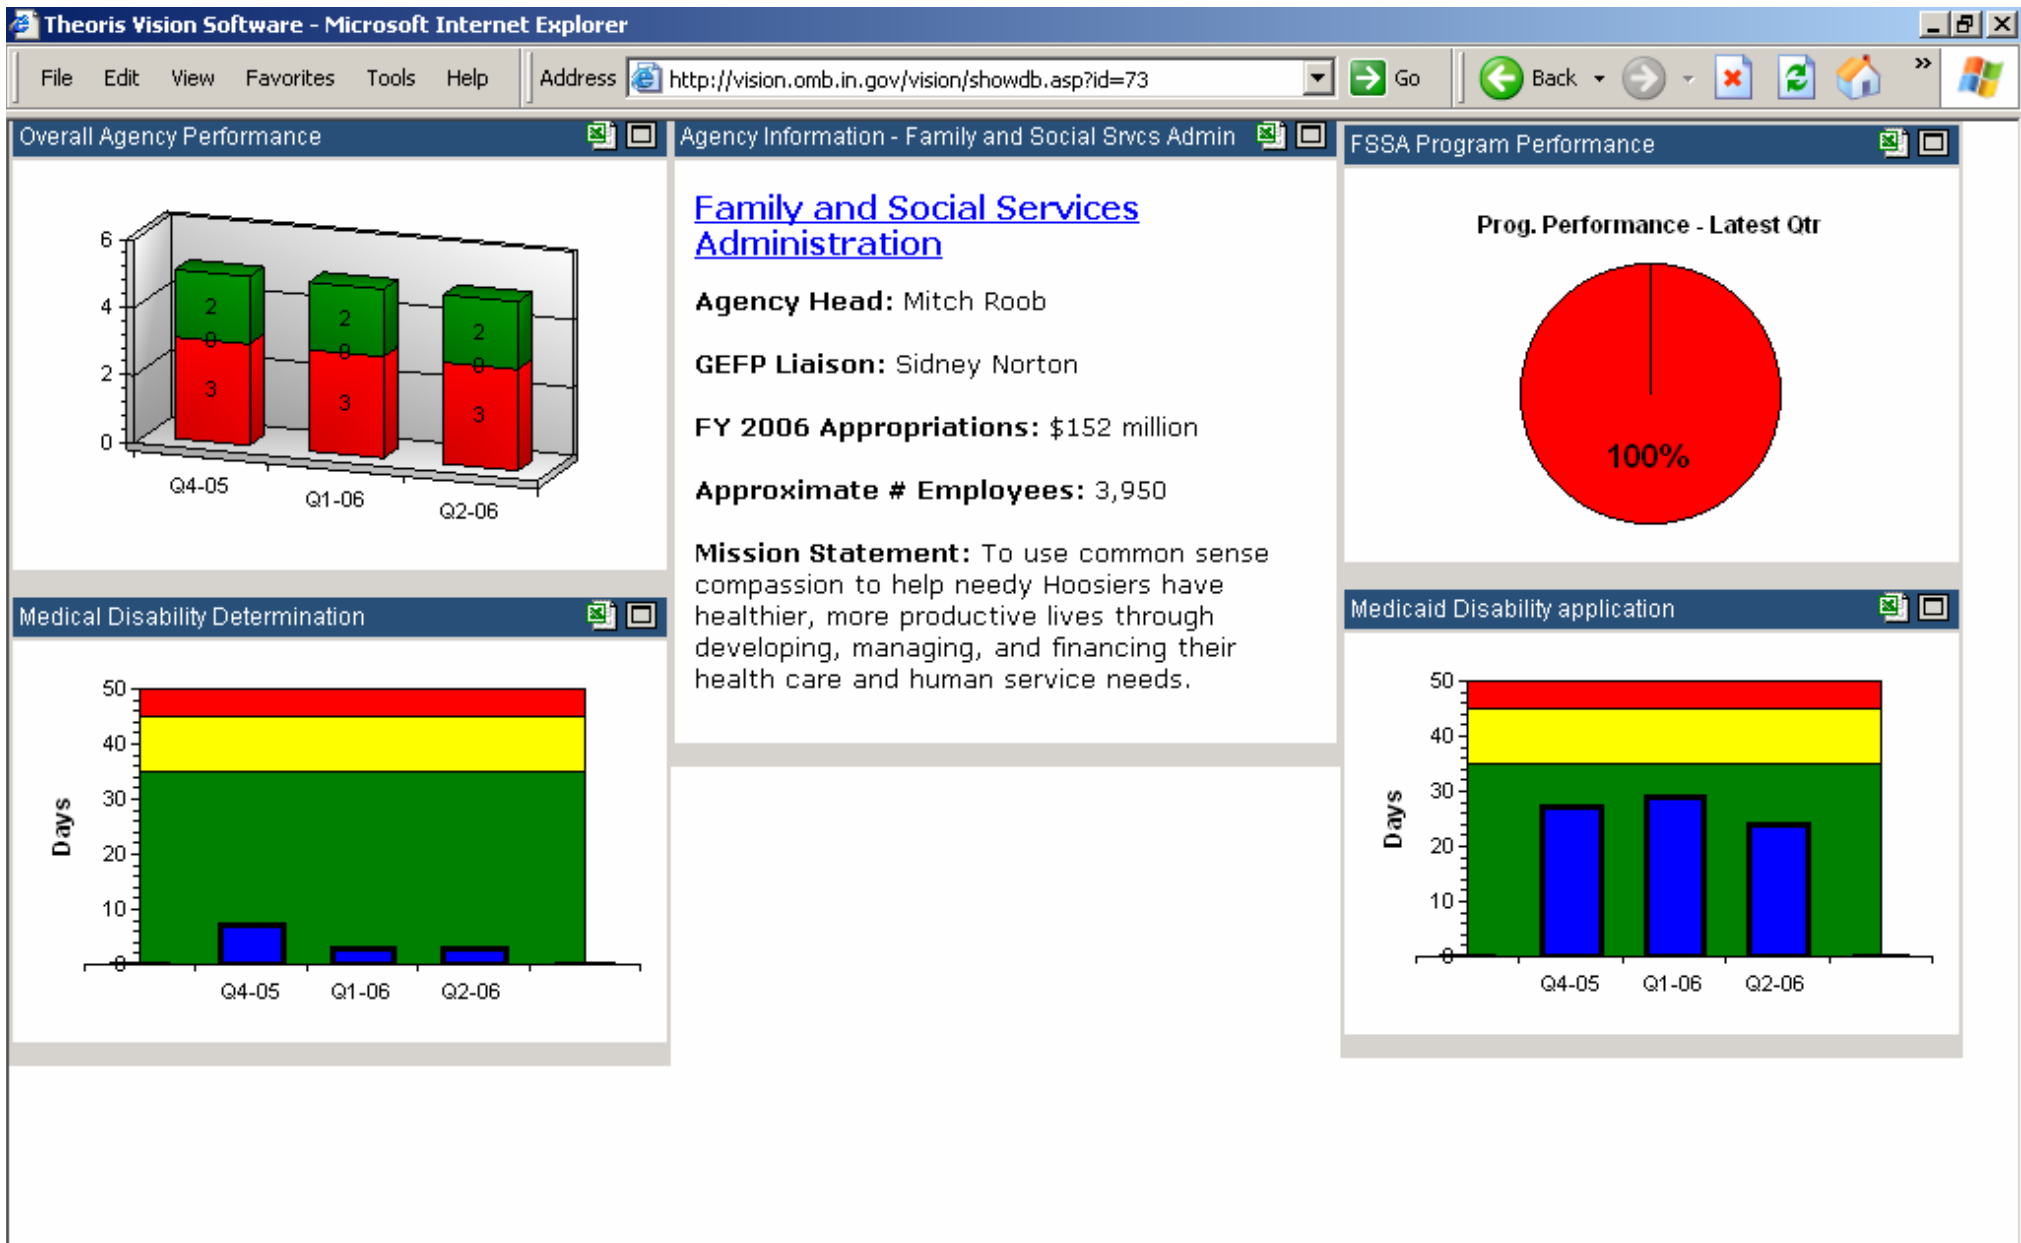 Theoris Vision Software - Microsoft Internet Explorer
File Edit View Favorites Tools Help Address http://vision.omb.in.gov/vision/showdb.asp?id=73 Go Back »
Overall Agency Performance
6
4
2
0
2
0
3
2
0
3
2
0
3
Q4-05
Q1-06
Q2-06
Medical Disability Determination
50
40
30
20
10
0
Days
Q4-05 Q1-06 Q2-06
Agency Information - Family and Social Srvcs Admin
Family and Social Services
Administration
Agency Head: Mitch Roob
GEFP Liaison: Sidney Norton
FY 2006 Appropriations: $152 million
Approximate # Employees: 3,950
Mission Statement: To use common sense
compassion to help needy Hoosiers have
healthier, more productive lives through
developing, managing, and financing their
health care and human service needs.
FSSA Program Performance
Prog. Performance - Latest Qtr
100%
Medicaid Disability application
50
40
30
20
10
0
Days
Q4-05 Q1-06 Q2-06